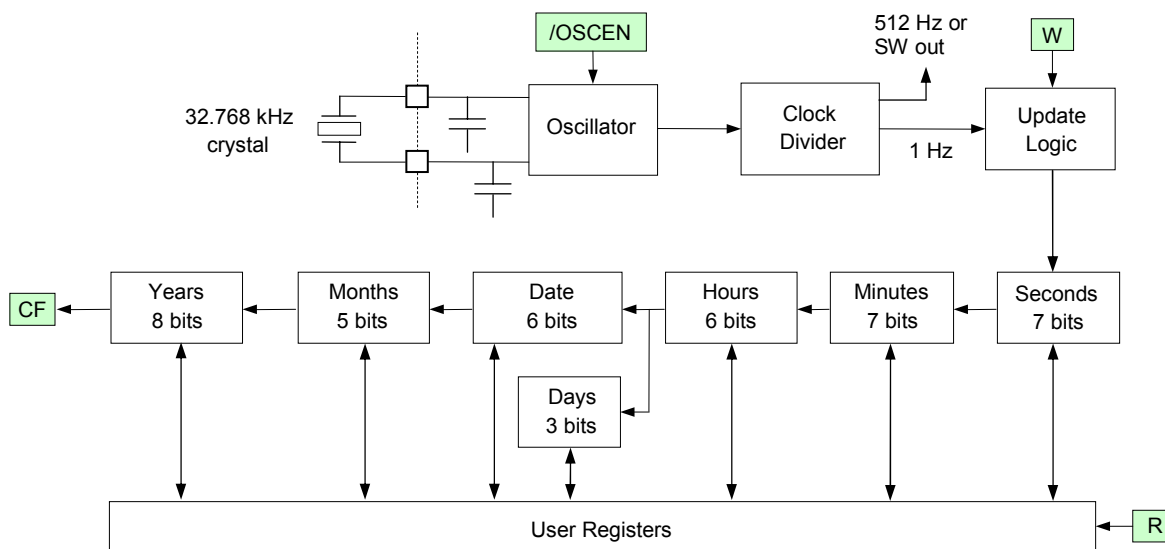 /OSCEN
512 Hz or
SW out
W
32.768 kHz
crystal
Oscillator
Clock
Divider
1 Hz
Update
Logic
CF
Years
8 bits
Months
5 bits
Date
6 bits
Hours
6 bits
Minutes
7 bits
Seconds
7 bits
Days
3 bits
User Registers
R